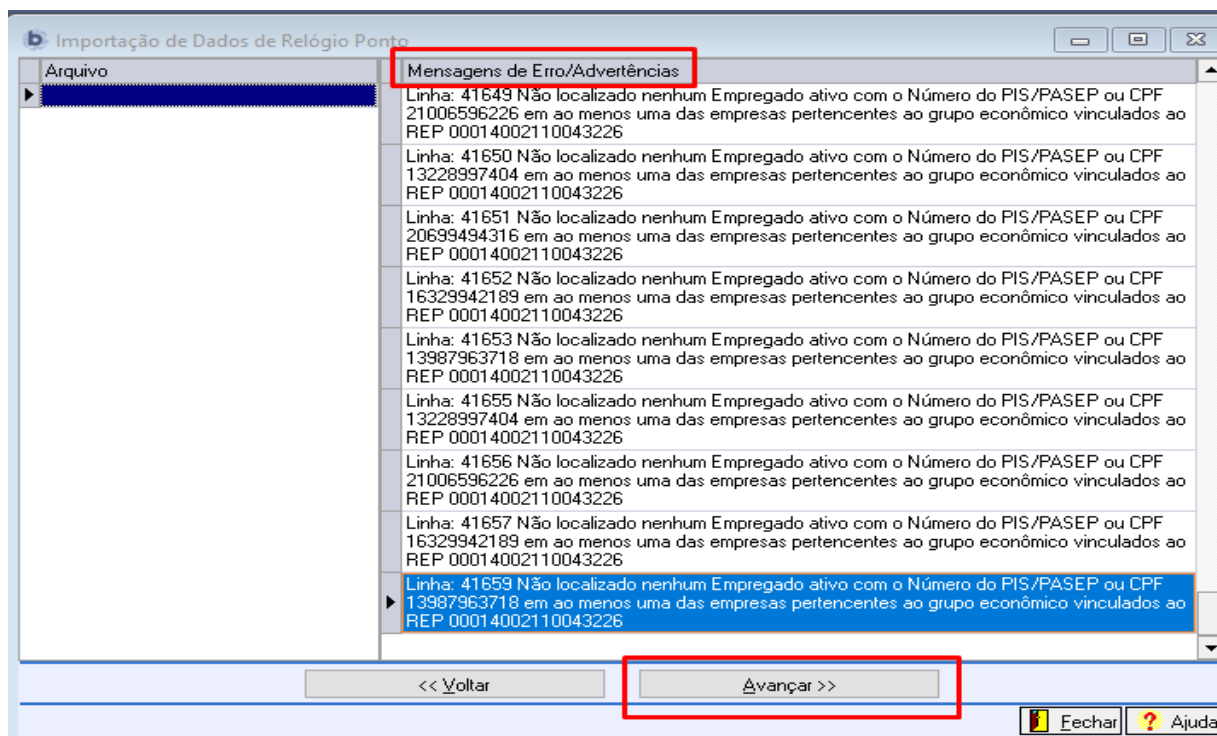 Importação de Dados de Relógio Ponto
Arquivo
Mensagens de Erro/Advertências
Linha: 41649 Não localizado nenhum Empregado ativo com o Número do PIS/PASEP ou CPF
21006596226 em ao menos uma das empresas pertencentes ao grupo econômico vinculados ao
REP 00014002110043226
Linha: 41650 Não localizado nenhum Empregado ativo com o Número do PIS/PASEP ou CPF
13228997404 em ao menos uma das empresas pertencentes ao grupo econômico vinculados ao
REP 00014002110043226
Linha: 41651 Não localizado nenhum Empregado ativo com o Número do PIS/PASEP ou CPF
20699494316 em ao menos uma das empresas pertencentes ao grupo econômico vinculados ao
REP 00014002110043226
Linha: 41652 Não localizado nenhum Empregado ativo com o Número do PIS/PASEP ou CPF
16329942189 em ao menos uma das empresas pertencentes ao grupo econômico vinculados ao
REP 00014002110043226
Linha: 41653 Não localizado nenhum Empregado ativo com o Número do PIS/PASEP ou CPF
13987963718 em ao menos uma das empresas pertencentes ao grupo econômico vinculados ao
REP 00014002110043226
Linha: 41655 Não localizado nenhum Empregado ativo com o Número do PIS/PASEP ou CPF
13228997404 em ao menos uma das empresas pertencentes ao grupo econômico vinculados ao
REP 00014002110043226
Linha: 41656 Não localizado nenhum Empregado ativo com o Número do PIS/PASEP ou CPF
21006596226 em ao menos uma das empresas pertencentes ao grupo econômico vinculados ao
REP 00014002110043226
Linha: 41657 Não localizado nenhum Empregado ativo com o Número do PIS/PASEP ou CPF
16329942189 em ao menos uma das empresas pertencentes ao grupo econômico vinculados ao
REP 00014002110043226
Linha: 41659 Não localizado nenhum Empregado ativo com o Número do PIS/PASEP ou CPF
13987963718 em ao menos uma das empresas pertencentes ao grupo econômico vinculados ao
REP 00014002110043226
<< Voltar
Avançar >>
Fechar
? Ajuda